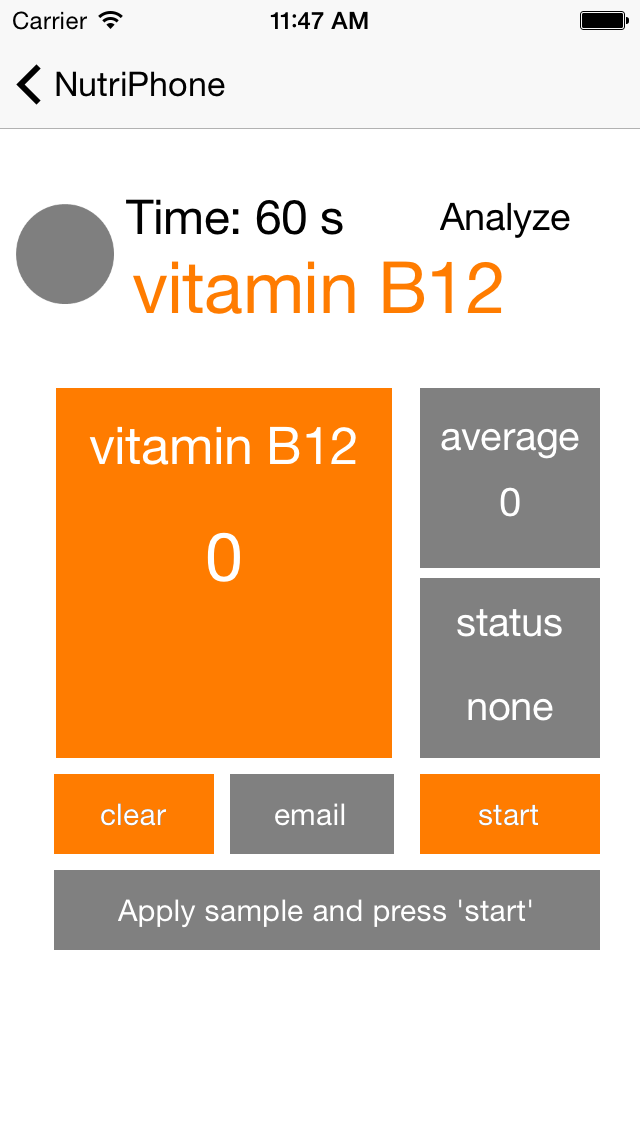 Carrier 11:47 AM
NutriPhone
Time: 60 s Analyze
vitamin B12
vitamin B12
0
average
0
status
none
clear email start
Apply sample and press 'start'